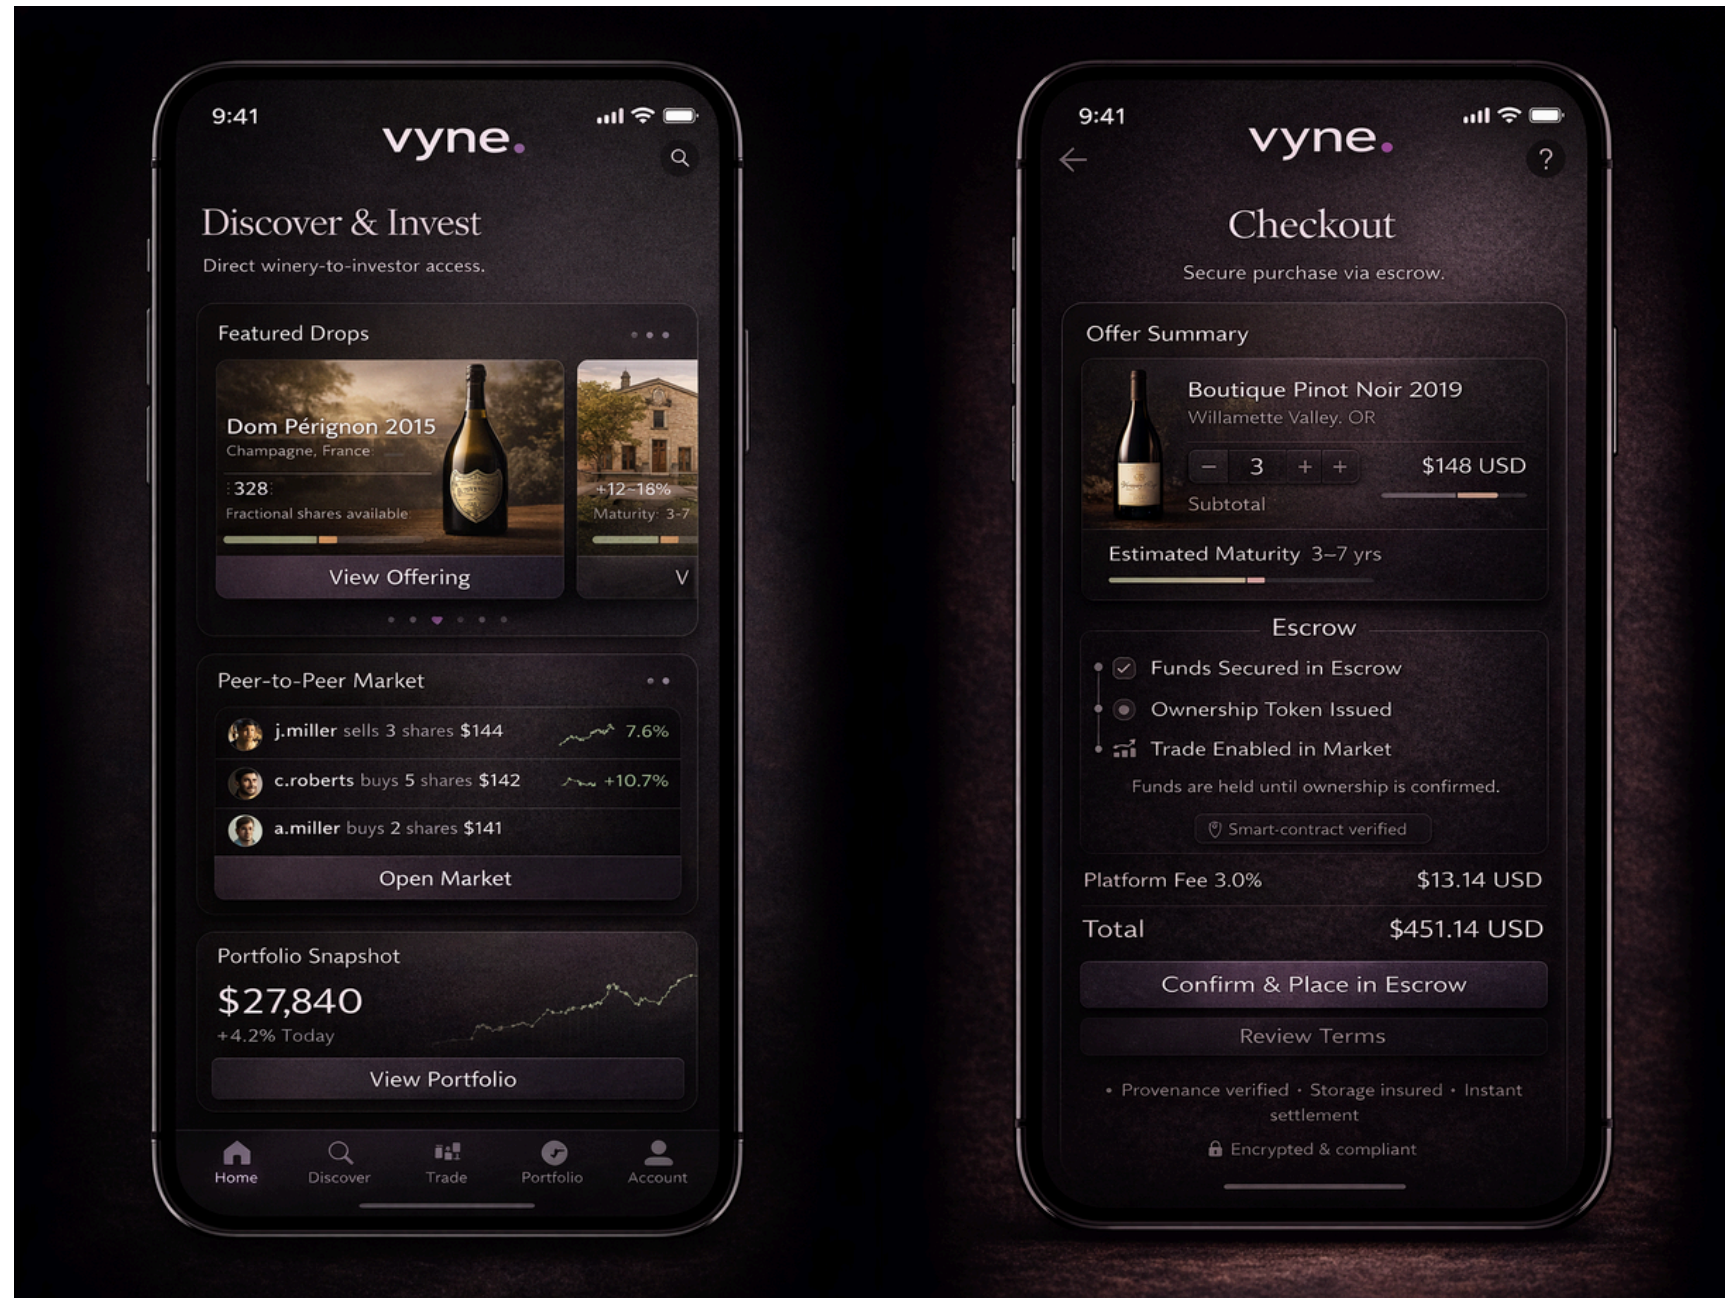 9:41
vyne.
Discover & Invest
Direct winery-to-investor access.
Featured Drops
Dom Pérignon 2015
Champagne, France
328
Fractional shares available
View Offering
+12–16%
Maturity: 3-7
V
Peer-to-Peer Market
j.miller sells 3 shares $144 7.6%
c.roberts buys 5 shares $142 +10.7%
a.miller buys 2 shares $141
Open Market
Portfolio Snapshot
$27,840
+4.2% Today
View Portfolio
Home Discover Trade Portfolio Account
9:41
vyne.
?
Checkout
Secure purchase via escrow.
Offer Summary
Boutique Pinot Noir 2019
Willamette Valley. OR
− 3 + + $148 USD
Subtotal
Estimated Maturity 3–7 yrs
Escrow
Funds Secured in Escrow
Ownership Token Issued
Trade Enabled in Market
Funds are held until ownership is confirmed.
Smart-contract verified
Platform Fee 3.0% $13.14 USD
Total $451.14 USD
Confirm & Place in Escrow
Review Terms
• Provenance verified • Storage insured • Instant
settlement
Encrypted & compliant